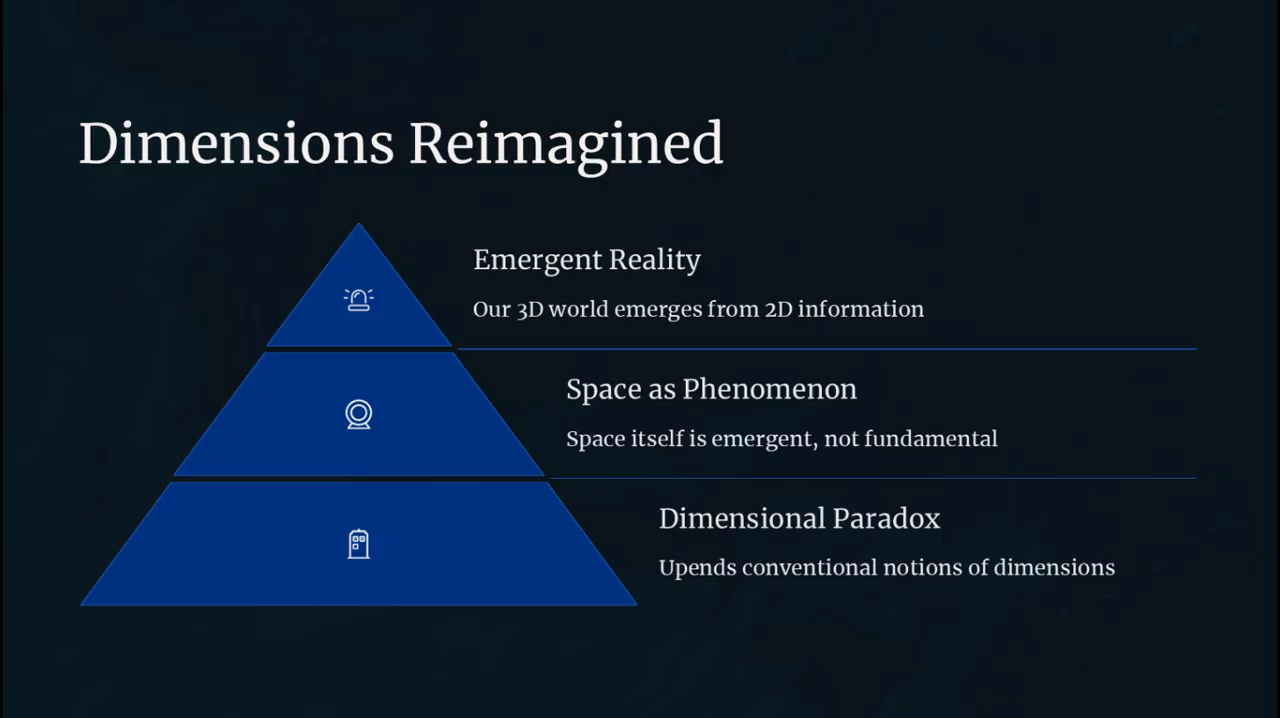 Dimensions Reimagined
Emergent Reality
Our 3D world emerges from 2D information
Space as Phenomenon
Space itself is emergent, not fundamental
Dimensional Paradox
Upends conventional notions of dimensions